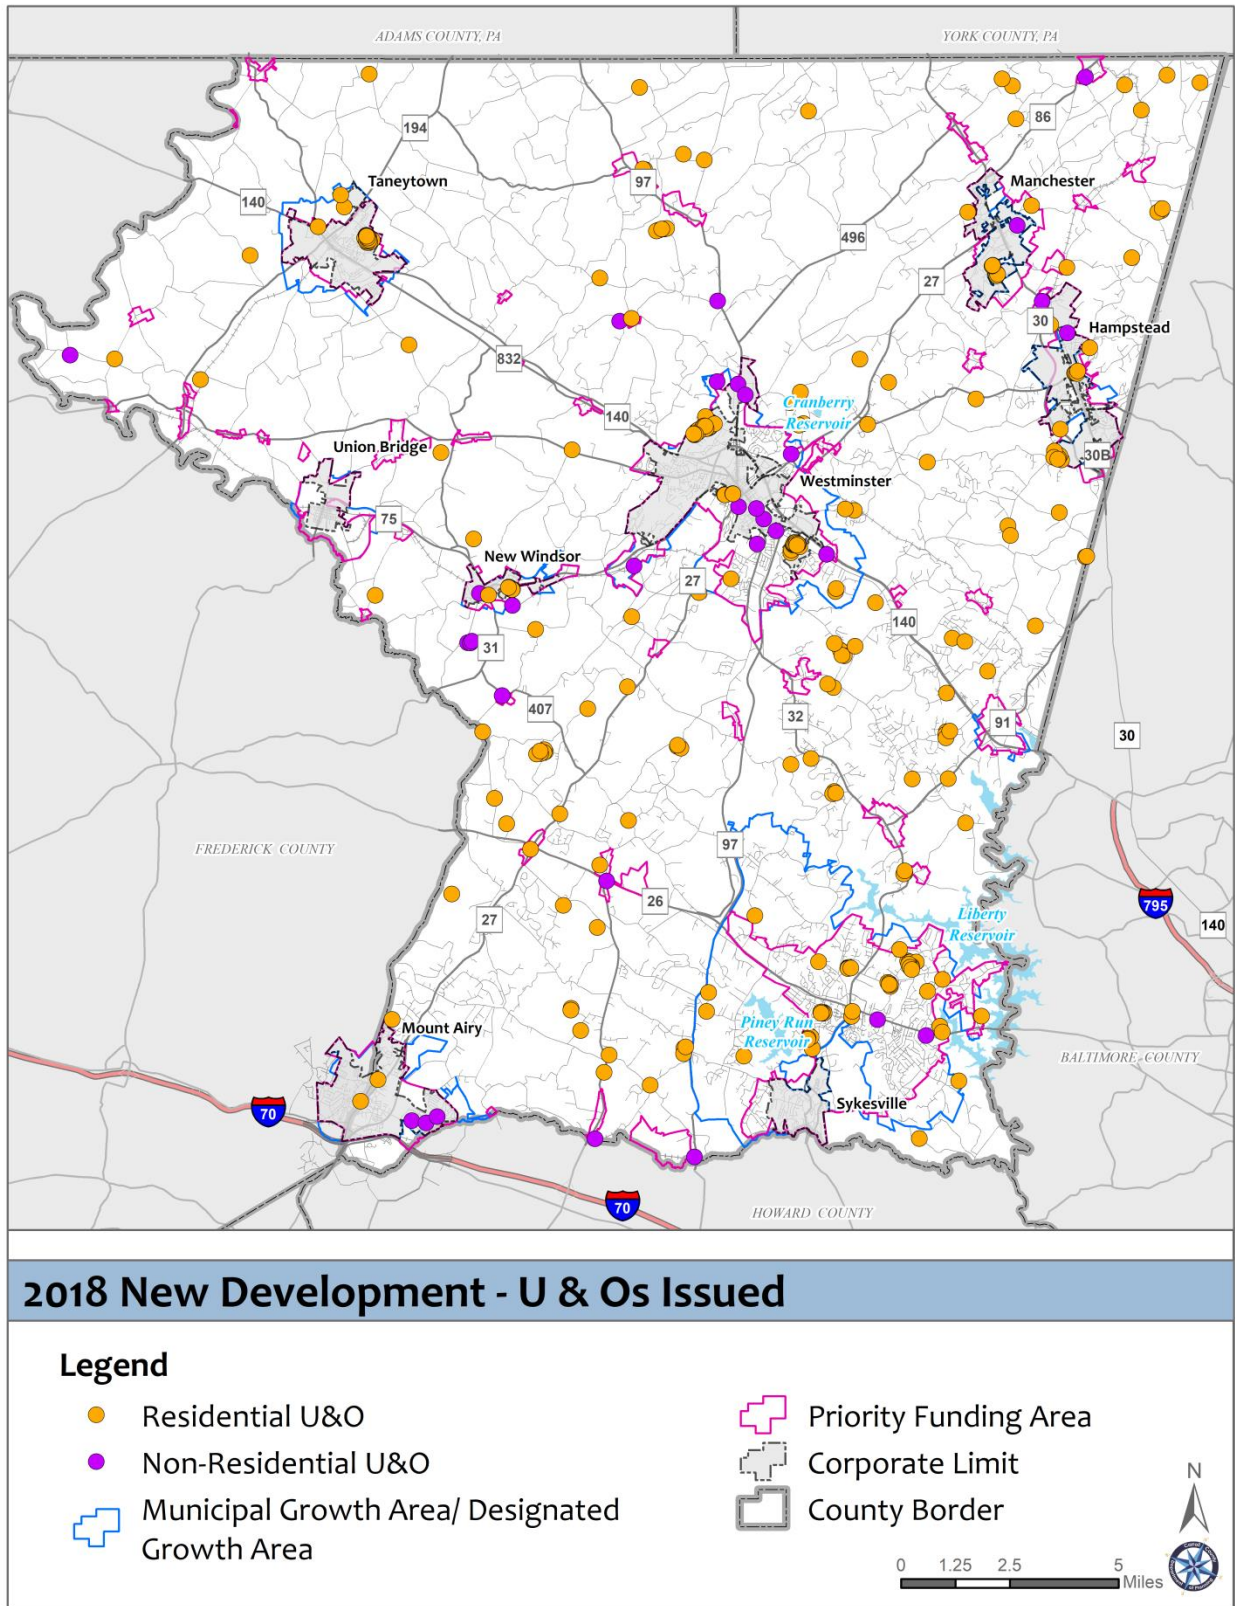 ADAMS COUNTY, PA
YORK COUNTY, PA
194
86
97
Taneytown
Manchester
140
496
27
30
Hampstead
832
140
Cranberry
Reservoir
Union Bridge
30B
Westminster
75
New Windsor
27
140
31
407
32
91
30
FREDERICK COUNTY
97
26
795
27
Liberty
Reservoir
140
Mount Airy
Piney Run
Reservoir
BALTIMORE COUNTY
70
Sykesville
70
HOWARD COUNTY
2018 New Development - U & Os Issued
Legend
Residential U&O
Non-Residential U&O
Municipal Growth Area/ Designated
Growth Area
Priority Funding Area
Corporate Limit
County Border
N
0 1.25 2.5 5
Miles